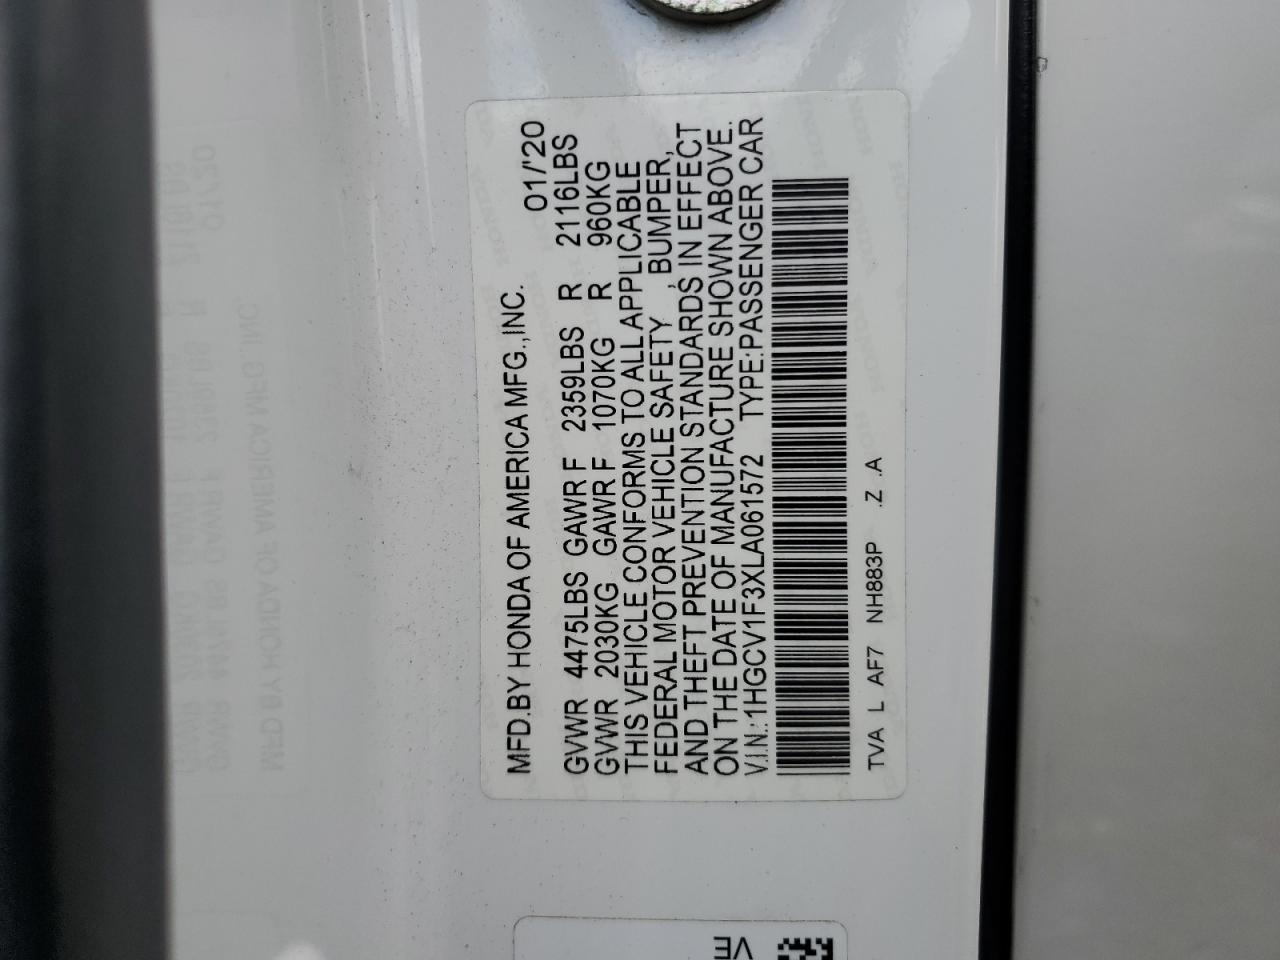 MFD.BY HONDA OF AMERICA MFG.,INC. 01/'20
GVWR 4475LBS GAWR F 2359LBS R 2116LBS
GVWR 2030KG GAWR F 1070KG R 960KG
THIS VEHICLE CONFORMS TO ALL APPLICABLE
FEDERAL MOTOR VEHICLE SAFETY , BUMPER,
AND THEFT PREVENTION STANDARDS IN EFFECT
ON THE DATE OF MANUFACTURE SHOWN ABOVE.
V.I.N.:1HGCV1F3XLA061572 TYPE:PASSENGER CAR
TVA L AF7 NH883P .Z .A
VE